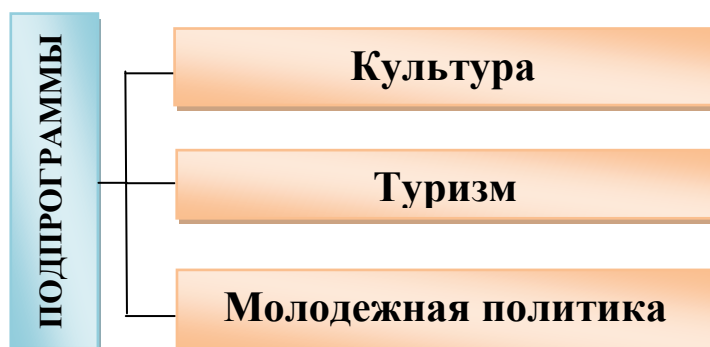 ПОДПРОГРАММЫ
Культура
Туризм
Молодежная политика